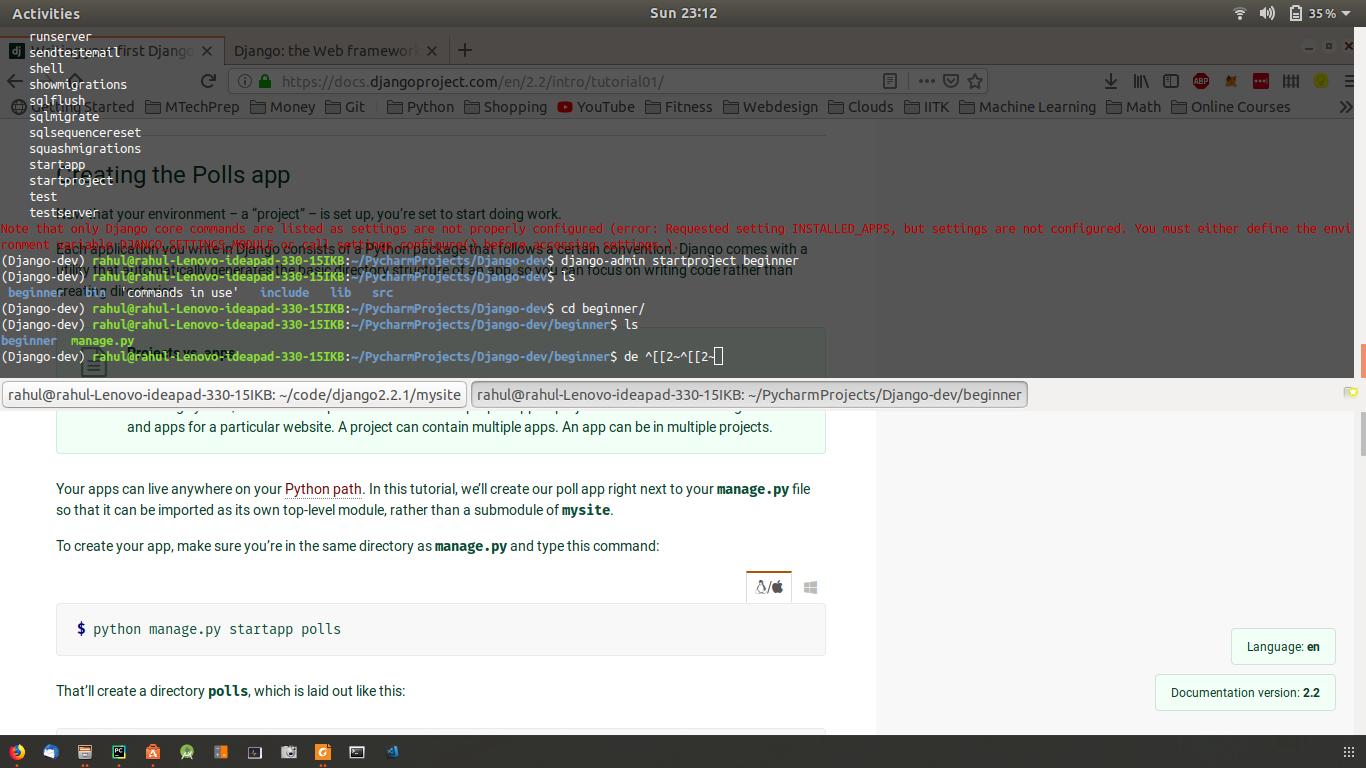 Activities
Sun 23:12
35%
runserver
sendtestemail
shell
showmigrations
sqlflush
sqlmigrate
sqlsequencereset
squashmigrations
startapp
startproject
test
testserver
first Django
Django: the Web framework
https://docs.djangoproject.com/en/2.2/intro/tutorial01/
Getting Started
MTechPrep
Money
Git
Python
Shopping
YouTube
Fitness
Webdesign
Clouds
IITK
Machine Learning
Math
Online Courses
Creating the Polls app
that your environment – a “project” – is set up, you’re set to start doing work.
Note that only Django core commands are listed as settings are not properly configured (error: Requested setting INSTALLED_APPS, but settings are not configured. You must either define the envi
ronment variable DJANGO_SETTINGS_MODULE or call settings.configure() before accessing settings.).
Each application you write in Django consists of a Python package that follows a certain convention. Django comes with a
utility that automatically generates the basic directory structure of an app, so you can focus on writing code rather than
creating
(Django-dev) rahul@rahul-Lenovo-ideapad-330-15IKB:~/PycharmProjects/Django-dev$ django-admin startproject beginner
(Django-dev) rahul@rahul-Lenovo-ideapad-330-15IKB:~/PycharmProjects/Django-dev$ ls
beginner bin 'commands in use' include lib src
(Django-dev) rahul@rahul-Lenovo-ideapad-330-15IKB:~/PycharmProjects/Django-dev$ cd beginner/
(Django-dev) rahul@rahul-Lenovo-ideapad-330-15IKB:~/PycharmProjects/Django-dev/beginner$ ls
beginner manage.py
(Django-dev) rahul@rahul-Lenovo-ideapad-330-15IKB:~/PycharmProjects/Django-dev/beginner$ de ^[[2~^[[2~
Projects vs. apps
rahul@rahul-Lenovo-ideapad-330-15IKB: ~/code/django2.2.1/mysite
rahul@rahul-Lenovo-ideapad-330-15IKB: ~/PycharmProjects/Django-dev/beginner
and apps for a particular website. A project can contain multiple apps. An app can be in multiple projects.
Your apps can live anywhere on your Python path. In this tutorial, we’ll create our poll app right next to your manage.py file
so that it can be imported as its own top-level module, rather than a submodule of mysite.
To create your app, make sure you’re in the same directory as manage.py and type this command:
$ python manage.py startapp polls
That’ll create a directory polls, which is laid out like this:
Language: en
Documentation version: 2.2